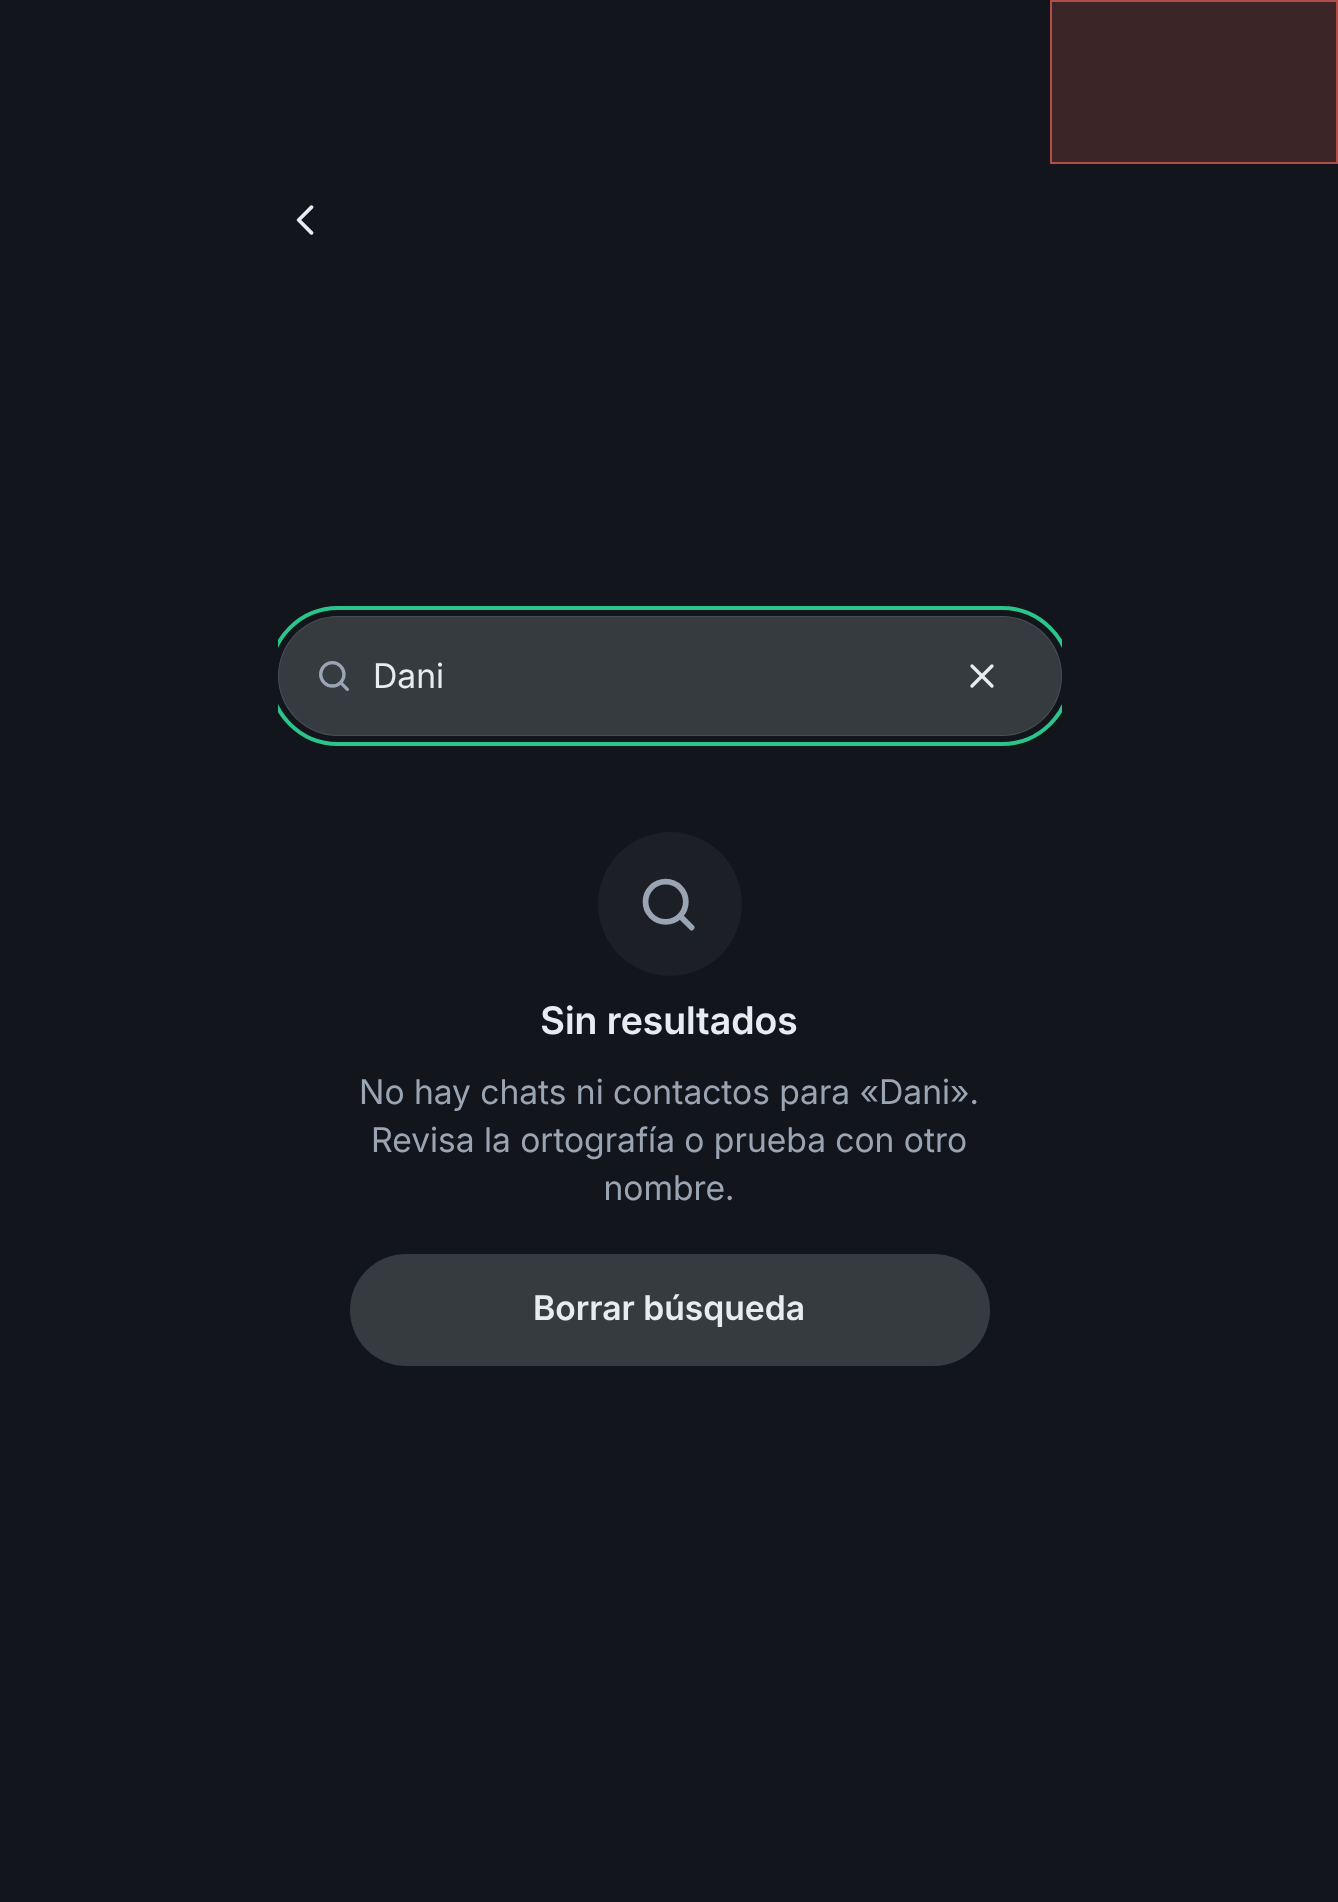 Dani
Sin resultados
No hay chats ni contactos para «Dani».
Revisa la ortografía o prueba con otro
nombre.
Borrar búsqueda